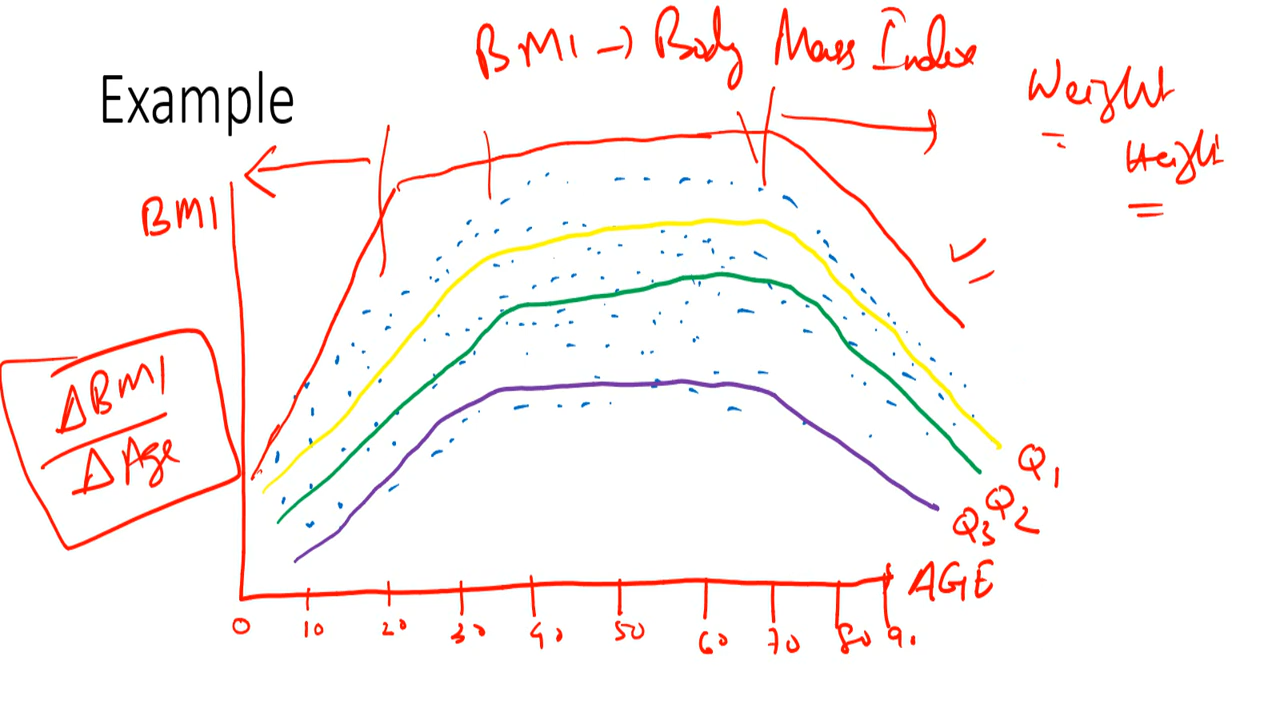 BMI → Body Mass Index
Example
Weight
Height
BMI
ΔBMI
ΔAge
Q1
Q2
Q3
AGE
0 10 20 30 40 50 60 70 80 90